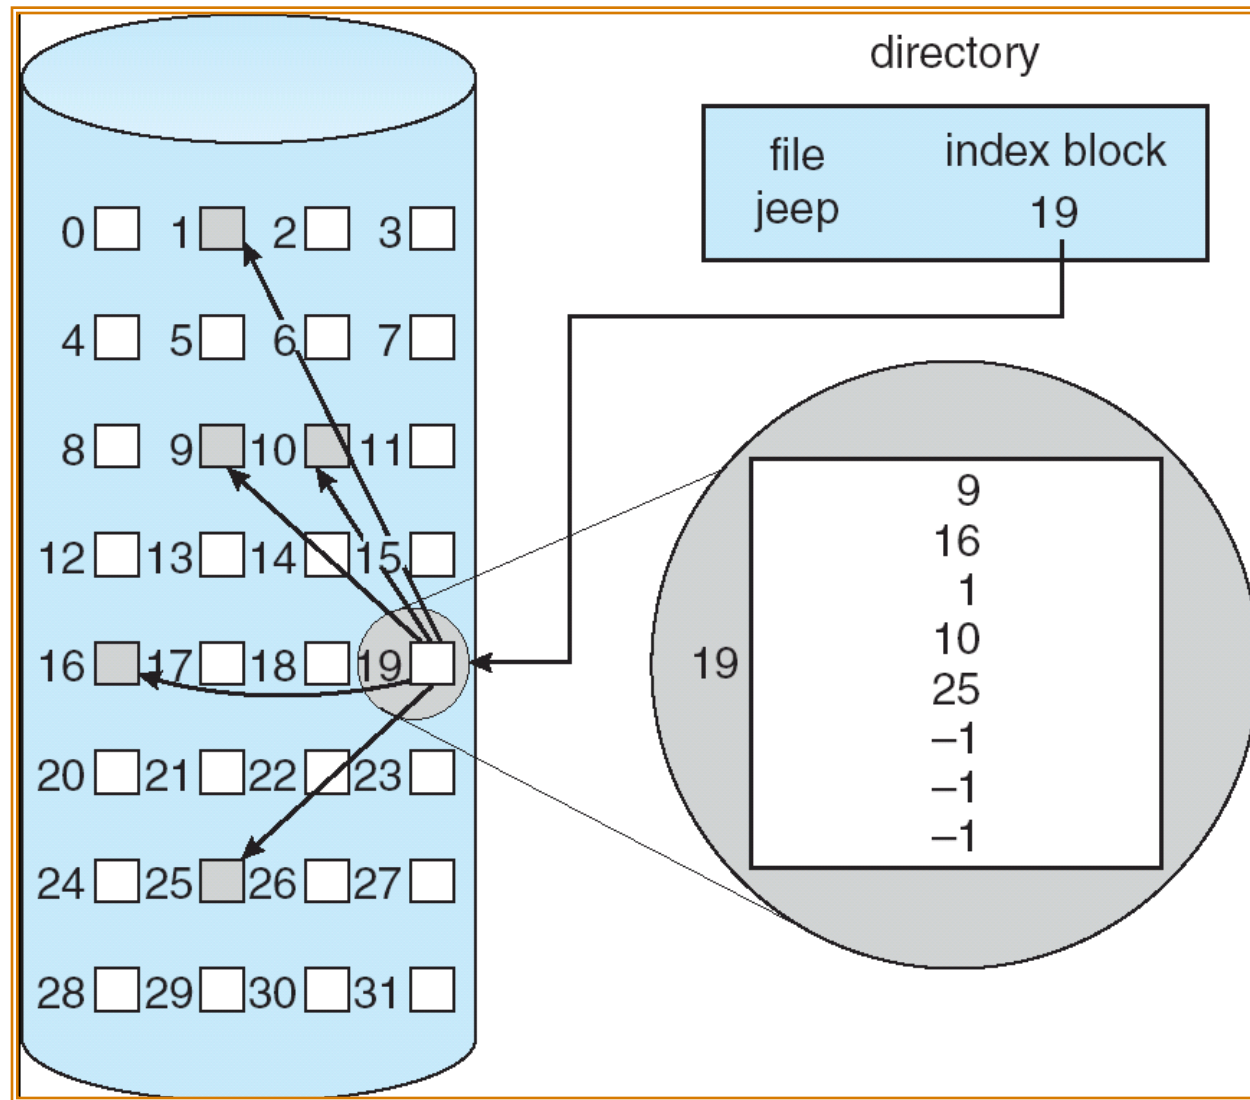 directory
file index block
jeep 19
0 1 2 3
4 5 6 7
8 9 10 11
12 13 14 15
16 17 18 19
20 21 22 23
24 25 26 27
28 29 30 31
19
9
16
1
10
25
–1
–1
–1